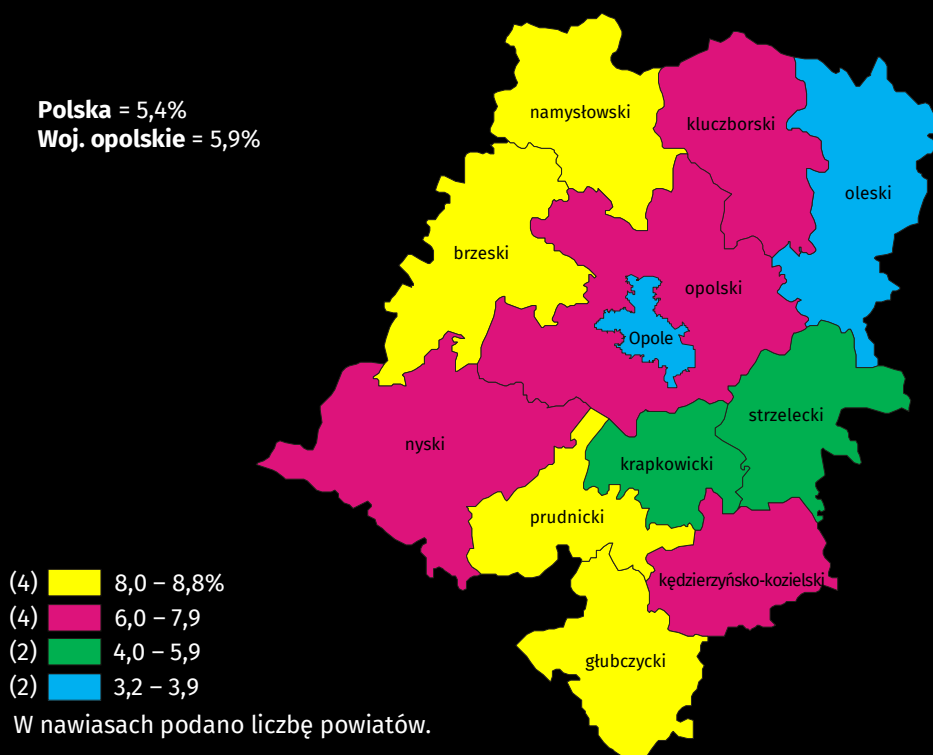 Polska = 5,4%
Woj. opolskie = 5,9%
namysłowski
kluczborski
oleski
brzeski
opolski
Opole
strzelecki
nyski
krapkowicki
prudnicki
kędzierzyńsko-kozielski
głubczycki
(4) 8,0 – 8,8%
(4) 6,0 – 7,9
(2) 4,0 – 5,9
(2) 3,2 – 3,9
W nawiasach podano liczbę powiatów.